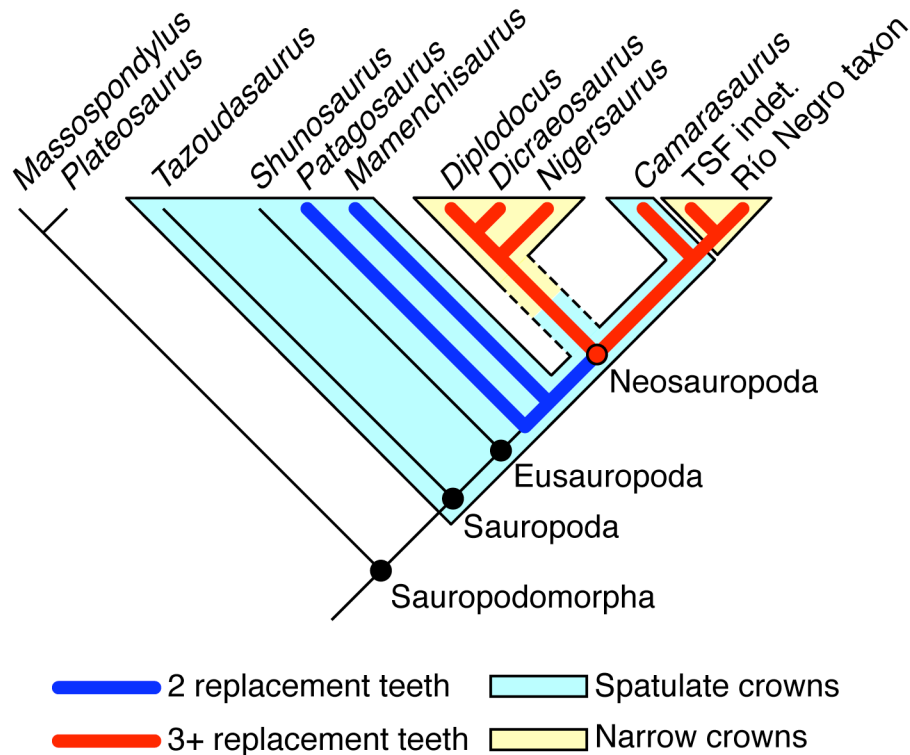 Massospondylus
Plateosaurus
Tazoudasaurus
Shunosaurus
Patagosaurus
Mamenchisaurus
Diplodocus
Dicraeosaurus
Nigersaurus
Camarasaurus
TSF indet.
Río Negro taxon
Neosauropoda
Eusauropoda
Sauropoda
Sauropodomorpha
2 replacement teeth
Spatulate crowns
3+ replacement teeth
Narrow crowns